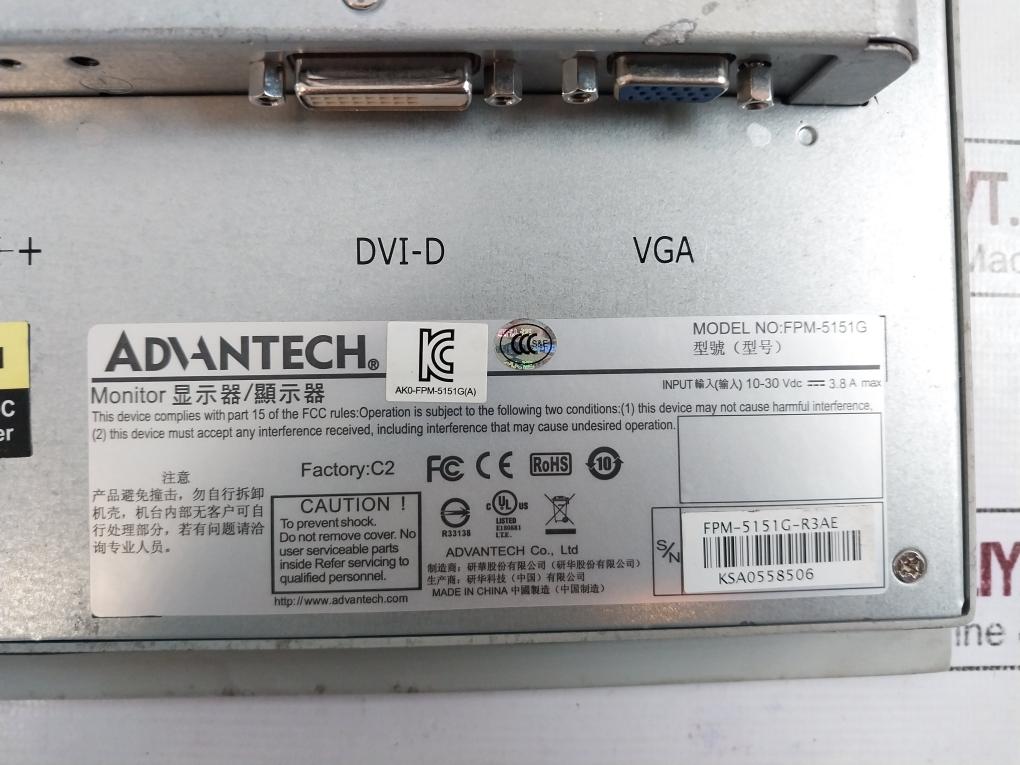 +
DVI-D
VGA
ADVANTECH®
AK0-FPM-5151G(A)
CCC S&E
MODEL NO:FPM-5151G
型號（型号）
Monitor 显示器/顯示器
INPUT 輸入(输入) 10-30 Vdc 3.8 A max
This device complies with part 15 of the FCC rules:Operation is subject to the following two conditions:(1) this device may not cause harmful interference,
(2) this device must accept any interference received, including interference that may cause undesired operation.
Factory:C2
FC CE RoHS 10
注意
产品避免撞击，勿自行拆卸
机壳，机台内部无客户可自
行处理部分，若有问题请洽
询专业人员。
CAUTION !
To prevent shock.
Do not remove cover. No
user serviceable parts
inside Refer servicing to
qualified personnel.
R33138
C UL US
LISTED
E180881
I.T.E.
ADVANTECH Co., Ltd
制造商：研華股份有限公司（研华股份有限公司）
生产商：研华科技（中国）有限公司
MADE IN CHINA 中國製造（中国制造）
http://www.advantech.com
S/N
FPM-5151G-R3AE
KSA0558506
C
er
VT.
Mac
ine